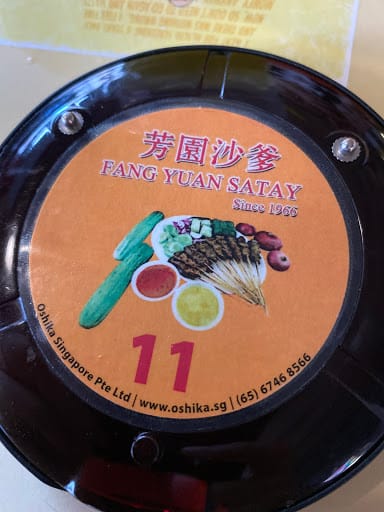 芳園沙爹
FANG YUAN SATAY
Since 1966
11
Oshika Singapore Pte Ltd | www.oshika.sg | (65) 6746 8566